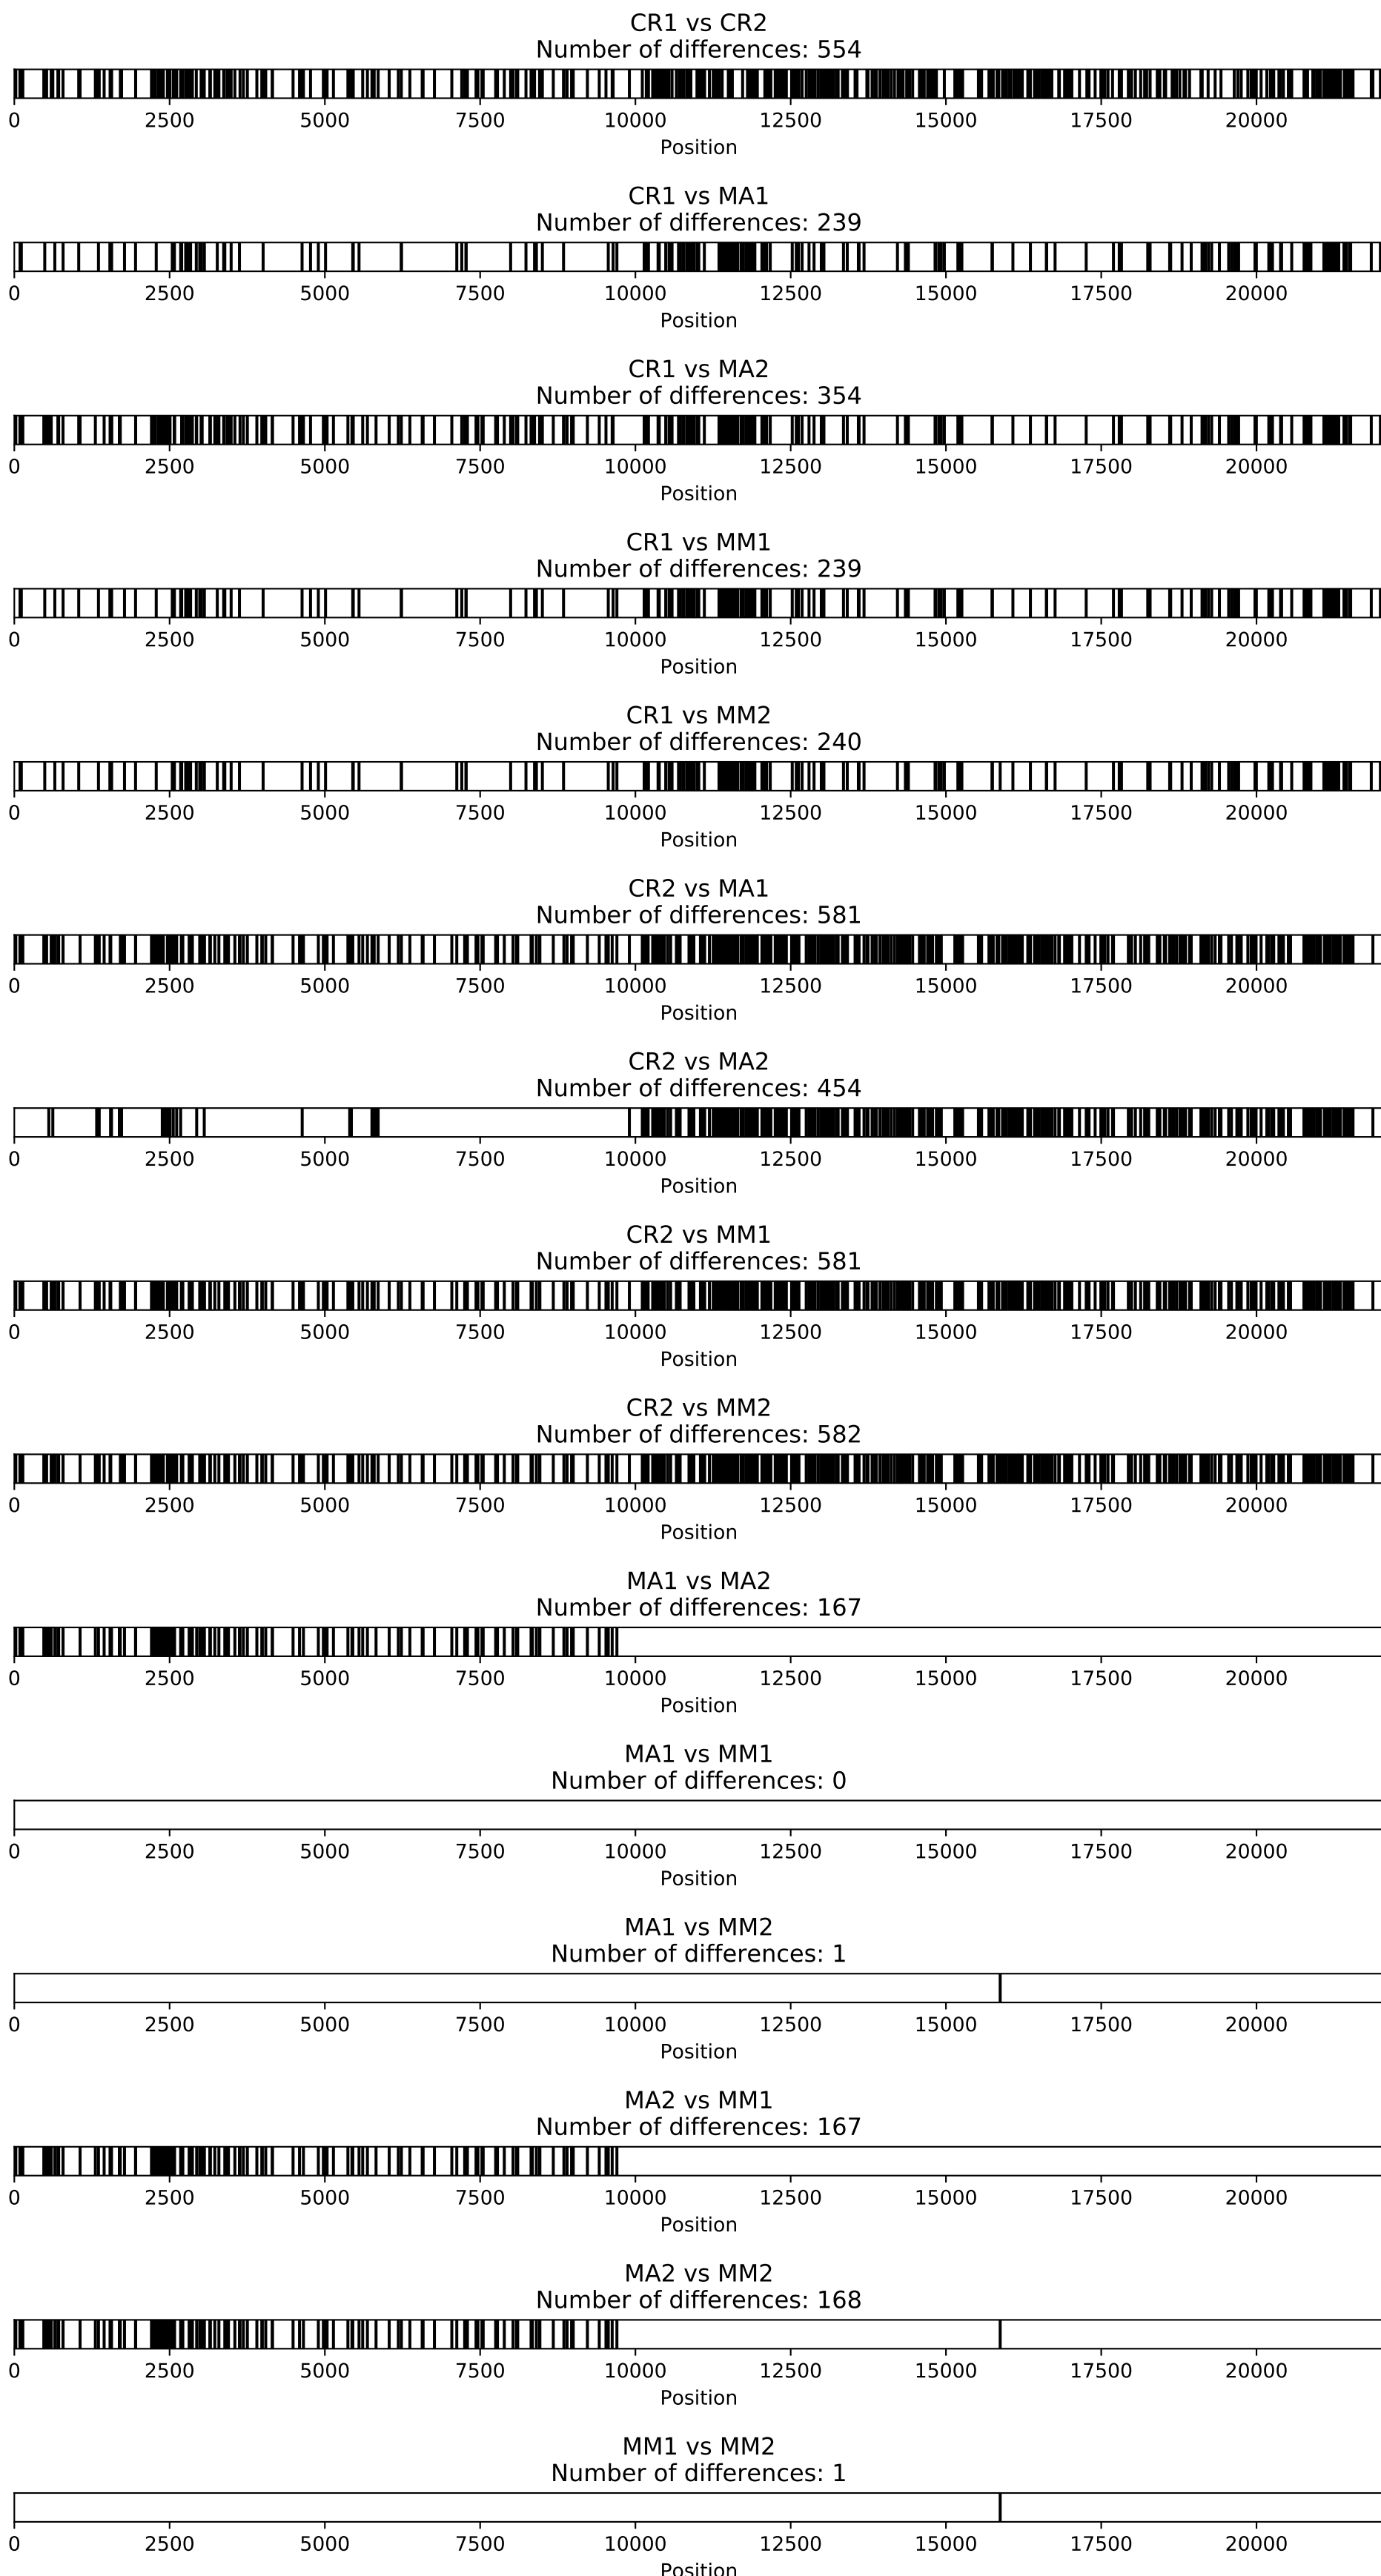 CR1 vs CR2
Number of differences: 554
0 2500 5000 7500 10000 12500 15000 17500 20000
Position
CR1 vs MA1
Number of differences: 239
0 2500 5000 7500 10000 12500 15000 17500 20000
Position
CR1 vs MA2
Number of differences: 354
0 2500 5000 7500 10000 12500 15000 17500 20000
Position
CR1 vs MM1
Number of differences: 239
0 2500 5000 7500 10000 12500 15000 17500 20000
Position
CR1 vs MM2
Number of differences: 240
0 2500 5000 7500 10000 12500 15000 17500 20000
Position
CR2 vs MA1
Number of differences: 581
0 2500 5000 7500 10000 12500 15000 17500 20000
Position
CR2 vs MA2
Number of differences: 454
0 2500 5000 7500 10000 12500 15000 17500 20000
Position
CR2 vs MM1
Number of differences: 581
0 2500 5000 7500 10000 12500 15000 17500 20000
Position
CR2 vs MM2
Number of differences: 582
0 2500 5000 7500 10000 12500 15000 17500 20000
Position
MA1 vs MA2
Number of differences: 167
0 2500 5000 7500 10000 12500 15000 17500 20000
Position
MA1 vs MM1
Number of differences: 0
0 2500 5000 7500 10000 12500 15000 17500 20000
Position
MA1 vs MM2
Number of differences: 1
0 2500 5000 7500 10000 12500 15000 17500 20000
Position
MA2 vs MM1
Number of differences: 167
0 2500 5000 7500 10000 12500 15000 17500 20000
Position
MA2 vs MM2
Number of differences: 168
0 2500 5000 7500 10000 12500 15000 17500 20000
Position
MM1 vs MM2
Number of differences: 1
0 2500 5000 7500 10000 12500 15000 17500 20000
Position